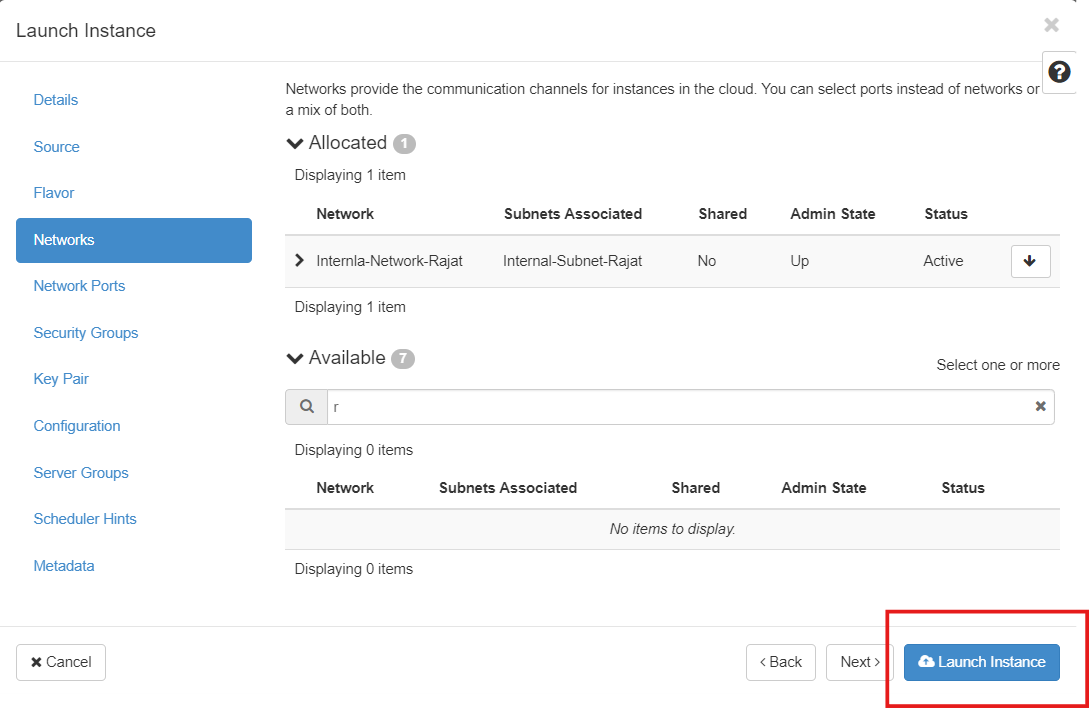 Launch Instance
Details
Source
Flavor
Networks
Network Ports
Security Groups
Key Pair
Configuration
Server Groups
Scheduler Hints
Metadata
Networks provide the communication channels for instances in the cloud. You can select ports instead of networks or
a mix of both.
Allocated 1
Displaying 1 item
Network Subnets Associated Shared Admin State Status
Internla-Network-Rajat Internal-Subnet-Rajat No Up Active
Displaying 1 item
Available 7
Select one or more
r
Displaying 0 items
Network Subnets Associated Shared Admin State Status
No items to display.
Displaying 0 items
Cancel
< Back
Next >
Launch Instance